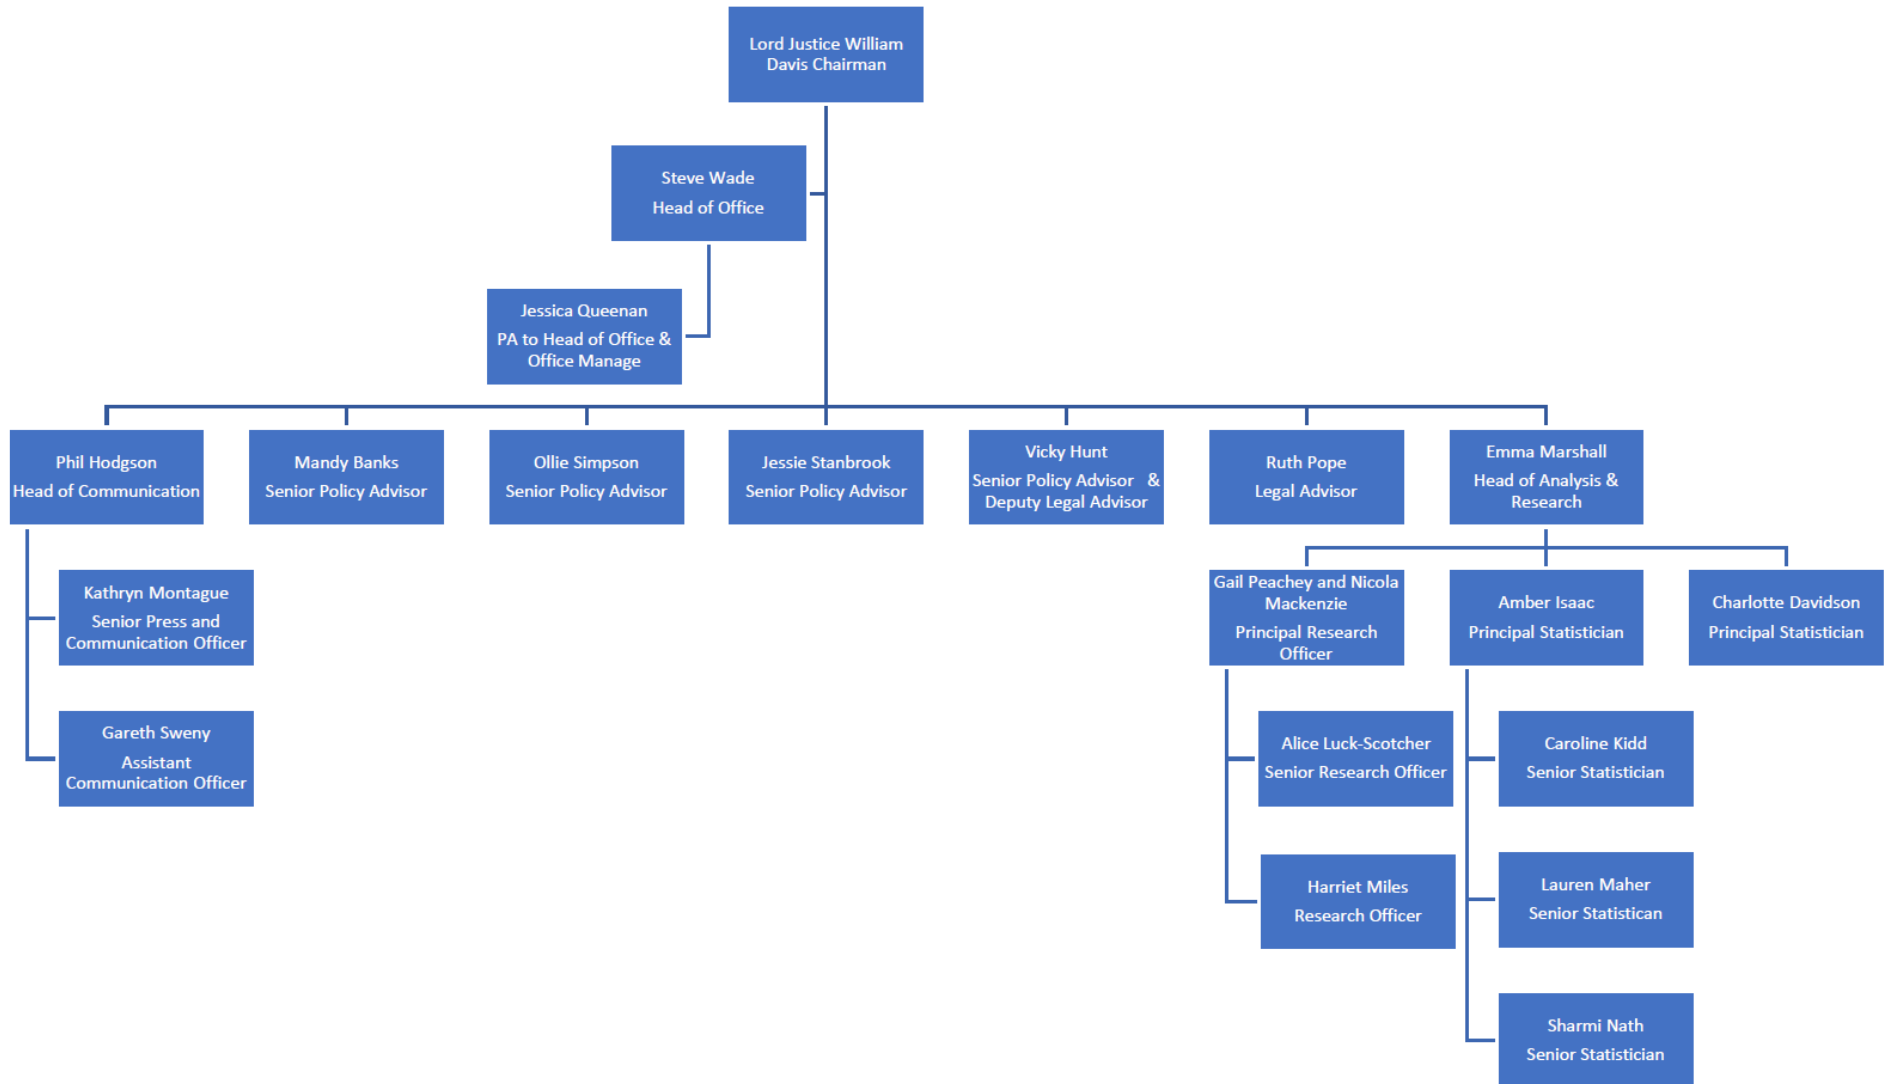 Lord Justice William
Davis Chairman
Steve Wade
Head of Office
Jessica Queenan
PA to Head of Office &
Office Manage
Phil Hodgson
Head of Communication
Mandy Banks
Senior Policy Advisor
Ollie Simpson
Senior Policy Advisor
Jessie Stanbrook
Senior Policy Advisor
Vicky Hunt
Senior Policy Advisor &
Deputy Legal Advisor
Ruth Pope
Legal Advisor
Emma Marshall
Head of Analysis &
Research
Kathryn Montague
Senior Press and
Communication Officer
Gareth Sweny
Assistant
Communication Officer
Gail Peachey and Nicola
Mackenzie
Principal Research
Officer
Amber Isaac
Principal Statistician
Charlotte Davidson
Principal Statistician
Alice Luck-Scotcher
Senior Research Officer
Harriet Miles
Research Officer
Caroline Kidd
Senior Statistician
Lauren Maher
Senior Statistican
Sharmi Nath
Senior Statistician